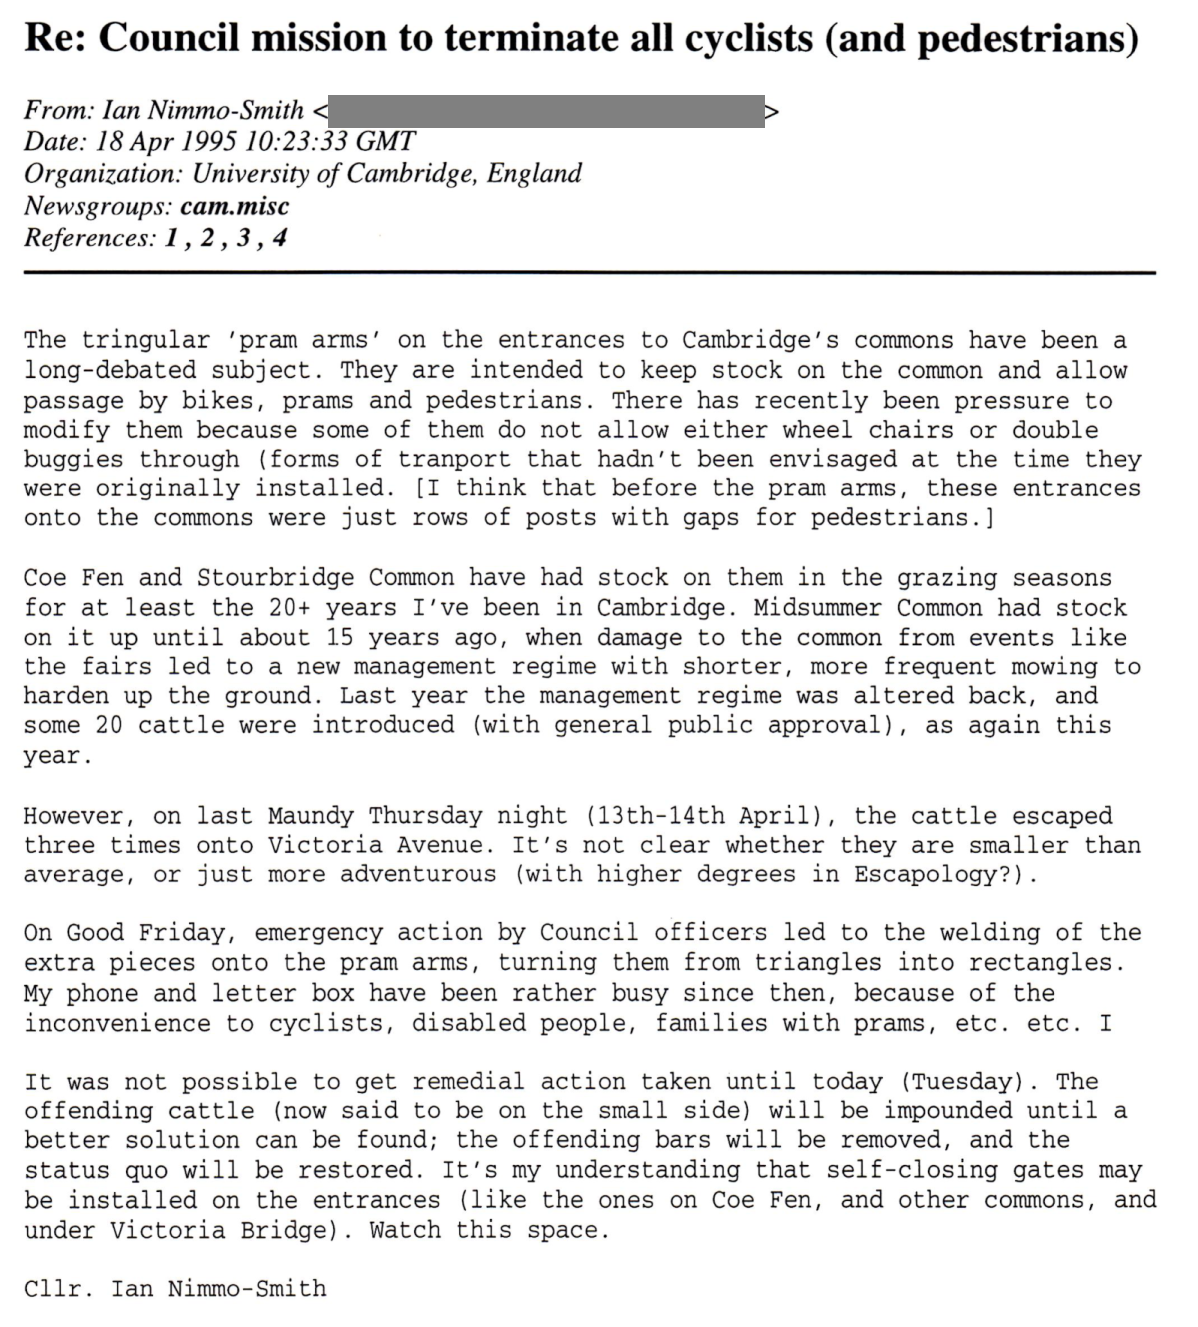 Re: Council mission to terminate all cyclists (and pedestrians)
From: Ian Nimmo-Smith < >
Date: 18 Apr 1995 10:23:33 GMT
Organization: University of Cambridge, England
Newsgroups: cam.misc
References: 1 , 2 , 3 , 4
The tringular 'pram arms' on the entrances to Cambridge's commons have been a
long-debated subject. They are intended to keep stock on the common and allow
passage by bikes, prams and pedestrians. There has recently been pressure to
modify them because some of them do not allow either wheel chairs or double
buggies through (forms of tranport that hadn't been envisaged at the time they
were originally installed. [I think that before the pram arms, these entrances
onto the commons were just rows of posts with gaps for pedestrians.]
Coe Fen and Stourbridge Common have had stock on them in the grazing seasons
for at least the 20+ years I've been in Cambridge. Midsummer Common had stock
on it up until about 15 years ago, when damage to the common from events like
the fairs led to a new management regime with shorter, more frequent mowing to
harden up the ground. Last year the management regime was altered back, and
some 20 cattle were introduced (with general public approval), as again this
year.
However, on last Maundy Thursday night (13th-14th April), the cattle escaped
three times onto Victoria Avenue. It's not clear whether they are smaller than
average, or just more adventurous (with higher degrees in Escapology?).
On Good Friday, emergency action by Council officers led to the welding of the
extra pieces onto the pram arms, turning them from triangles into rectangles.
My phone and letter box have been rather busy since then, because of the
inconvenience to cyclists, disabled people, families with prams, etc. etc. I
It was not possible to get remedial action taken until today (Tuesday). The
offending cattle (now said to be on the small side) will be impounded until a
better solution can be found; the offending bars will be removed, and the
status quo will be restored. It's my understanding that self-closing gates may
be installed on the entrances (like the ones on Coe Fen, and other commons, and
under Victoria Bridge). Watch this space.
Cllr. Ian Nimmo-Smith